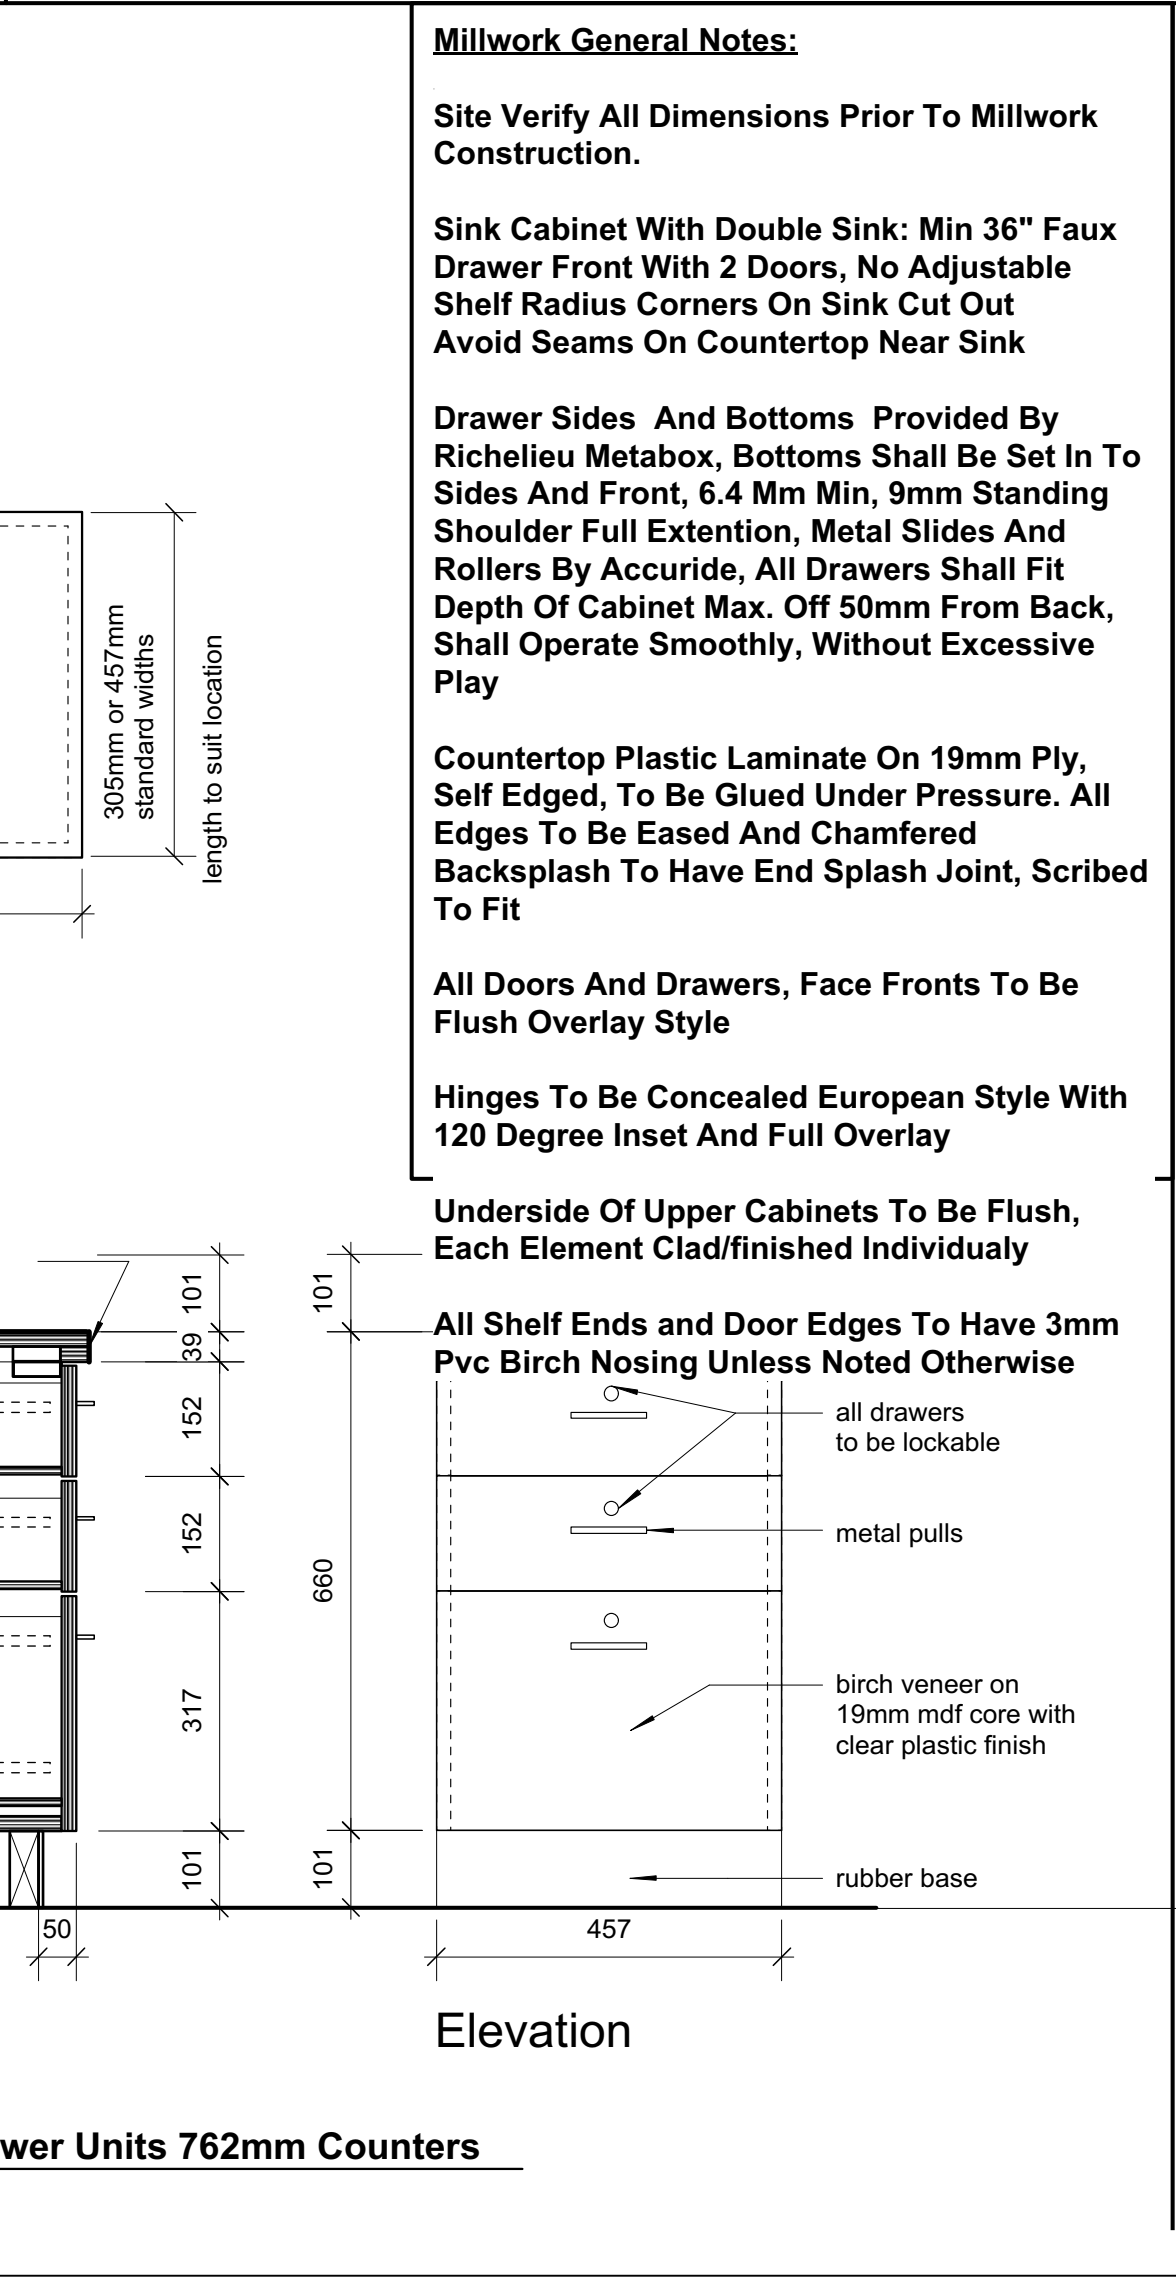 Millwork General Notes:
Site Verify All Dimensions Prior To Millwork
Construction.
Sink Cabinet With Double Sink: Min 36" Faux
Drawer Front With 2 Doors, No Adjustable
Shelf Radius Corners On Sink Cut Out
Avoid Seams On Countertop Near Sink
Drawer Sides And Bottoms Provided By
Richelieu Metabox, Bottoms Shall Be Set In To
Sides And Front, 6.4 Mm Min, 9mm Standing
Shoulder Full Extention, Metal Slides And
Rollers By Accuride, All Drawers Shall Fit
Depth Of Cabinet Max. Off 50mm From Back,
Shall Operate Smoothly, Without Excessive
Play
Countertop Plastic Laminate On 19mm Ply,
Self Edged, To Be Glued Under Pressure. All
Edges To Be Eased And Chamfered
Backsplash To Have End Splash Joint, Scribed
To Fit
All Doors And Drawers, Face Fronts To Be
Flush Overlay Style
Hinges To Be Concealed European Style With
120 Degree Inset And Full Overlay
Underside Of Upper Cabinets To Be Flush,
Each Element Clad/finished Individualy
All Shelf Ends and Door Edges To Have 3mm
Pvc Birch Nosing Unless Noted Otherwise
305mm or 457mm
standard widths
length to suit location
101
39
152
152
317
101
50
101
660
101
all drawers
to be lockable
metal pulls
birch veneer on
19mm mdf core with
clear plastic finish
rubber base
457
Elevation
wer Units 762mm Counters